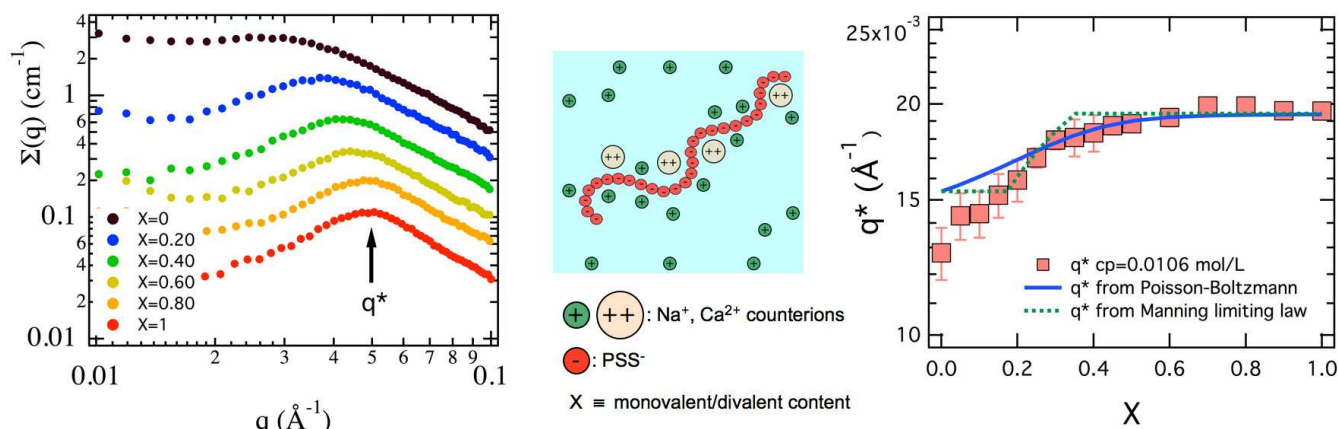 Σ(q) (cm⁻¹)
4
2
1
4
2
0.1
4
2
0.01
X=0
X=0.20
X=0.40
X=0.60
X=0.80
X=1
q*
0.01
2
3
4
5
6
7
8
9
0.1
q (Å⁻¹)
: Na⁺, Ca²⁺ counterions
: PSS⁻
X ≡ monovalent/divalent content
25x10⁻³
20
15
10
q* (Å⁻¹)
q* cp=0.0106 mol/L
q* from Poisson-Boltzmann
q* from Manning limiting law
0.0
0.2
0.4
0.6
0.8
1.0
X